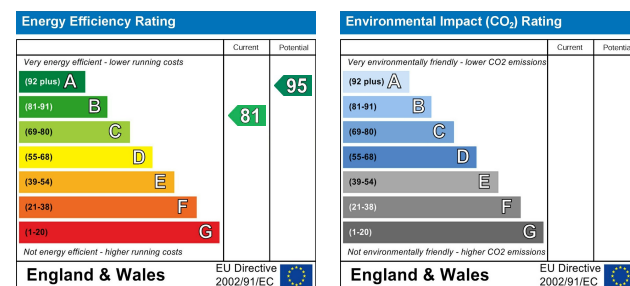 Energy Efficiency Rating
Current Potential
Very energy efficient - lower running costs
(92 plus) A
95
(81-91) B
81
(69-80) C
(55-68) D
(39-54) E
(21-38) F
(1-20) G
Not energy efficient - higher running costs
England & Wales
EU Directive
2002/91/EC
Environmental Impact (CO₂) Rating
Current Potential
Very environmentally friendly - lower CO2 emissions
(92 plus) A
(81-91) B
(69-80) C
(55-68) D
(39-54) E
(21-38) F
(1-20) G
Not environmentally friendly - higher CO2 emissions
England & Wales
EU Directive
2002/91/EC